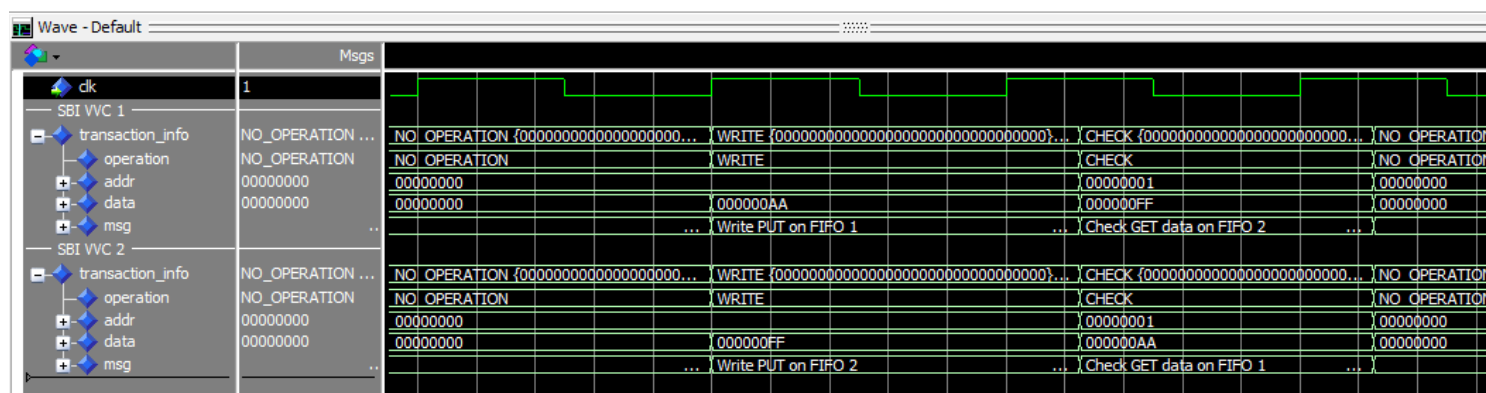 Wave - Default
Msgs
clk 1
SBI VVC 1
transaction_info NO_OPERATION ... NO_OPERATION {0000000000000000000... WRITE {00000000000000000000000000000000}... CHECK {000000000000000000000000... NO_OPERATION
operation NO_OPERATION NO_OPERATION WRITE CHECK NO_OPERATION
addr 00000000 00000000 00000001 00000000
data 00000000 00000000 000000AA 000000FF 00000000
msg .. ... Write PUT on FIFO 1 ... Check GET data on FIFO 2 ...
SBI VVC 2
transaction_info NO_OPERATION ... NO_OPERATION {0000000000000000000... WRITE {00000000000000000000000000000000}... CHECK {000000000000000000000000... NO_OPERATION
operation NO_OPERATION NO_OPERATION WRITE CHECK NO_OPERATION
addr 00000000 00000000 00000001 00000000
data 00000000 00000000 000000FF 000000AA 00000000
msg .. ... Write PUT on FIFO 2 ... Check GET data on FIFO 1 ...